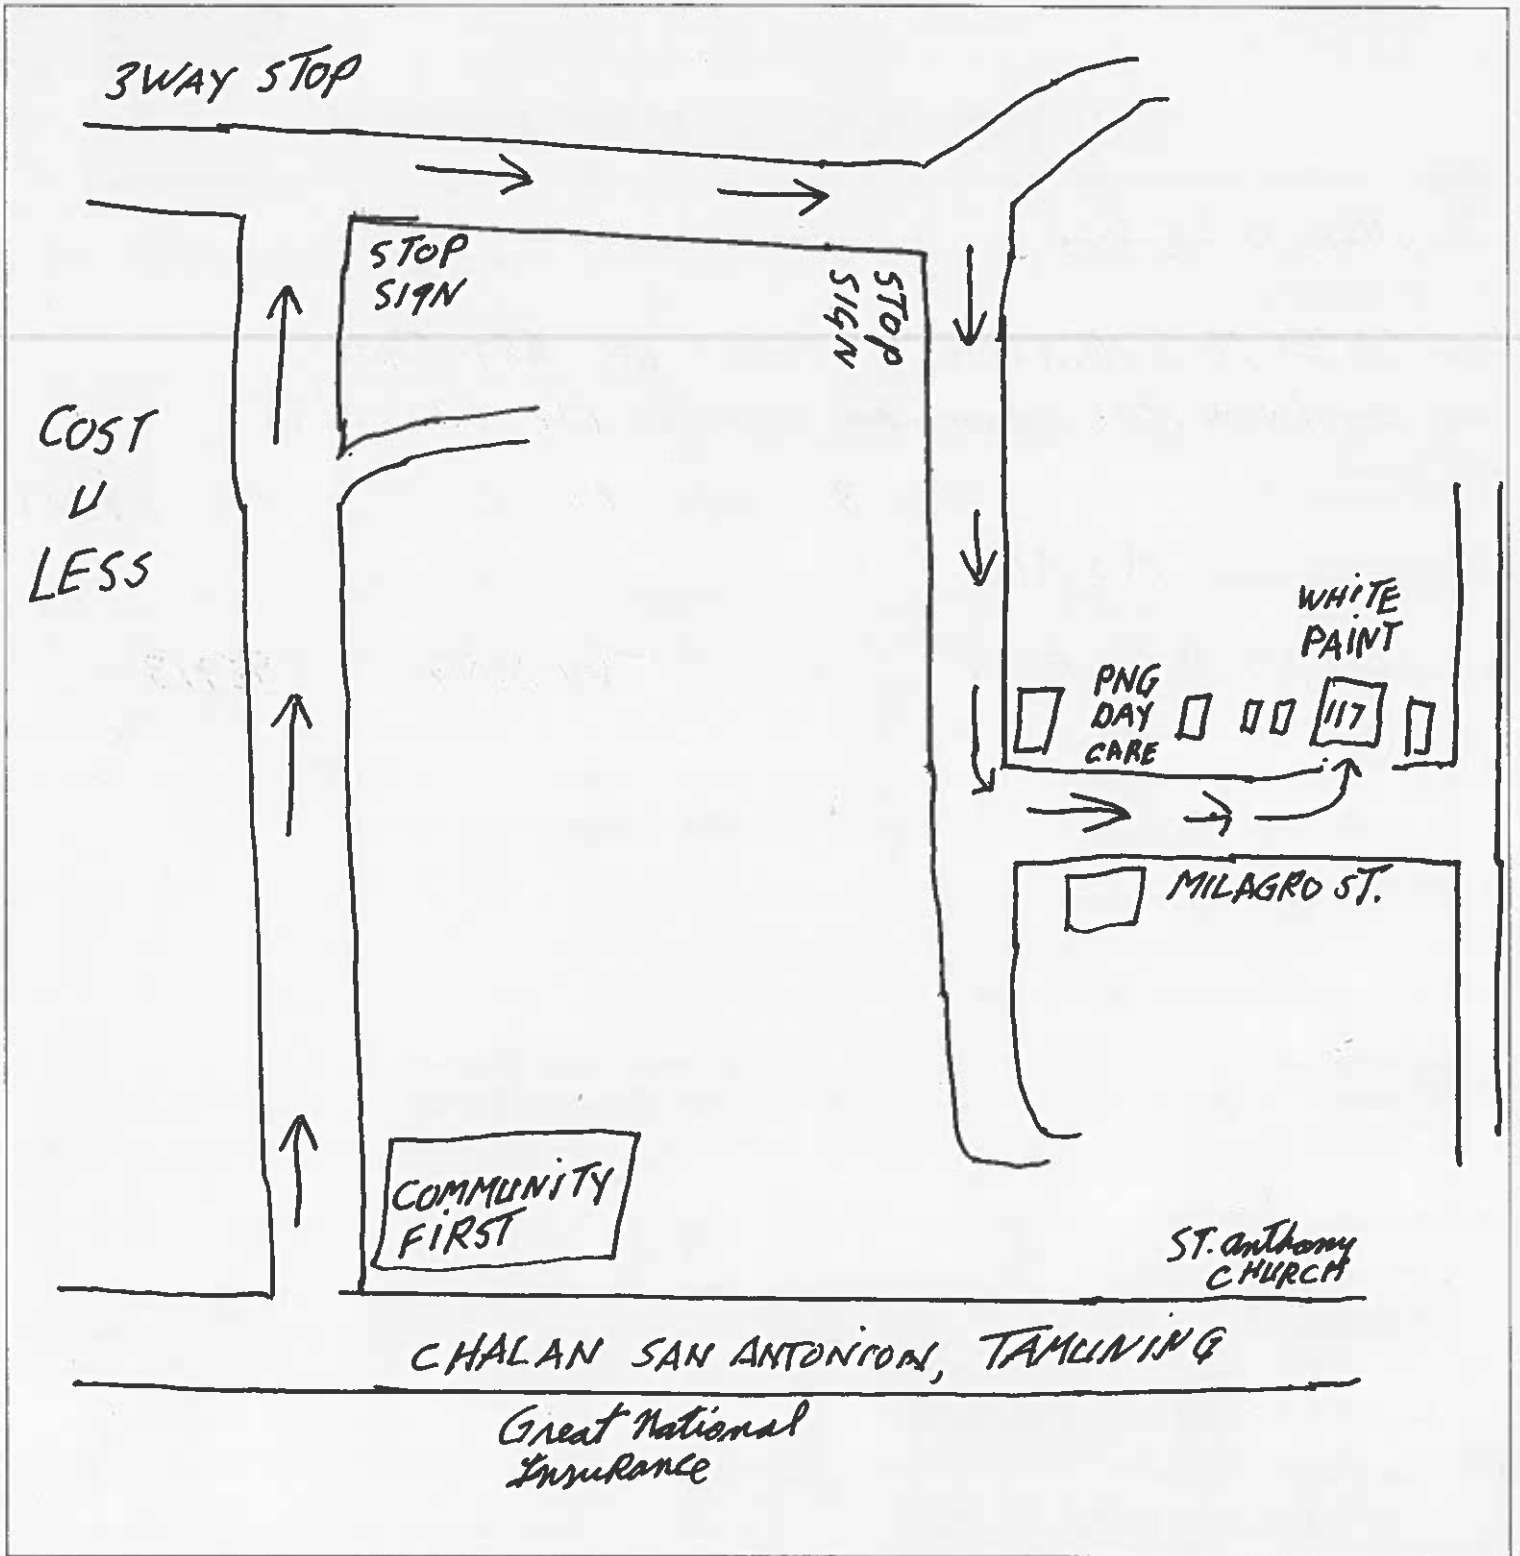 3WAY STOP
STOP
SIGN
STOP
SIGN
COST
U
LESS
WHITE
PAINT
PNG
DAY
CARE
117
MILAGRO ST.
COMMUNITY
FIRST
ST. Anthony
CHURCH
CHALAN SAN ANTONION, TAMUNING
Great National
InsuRance